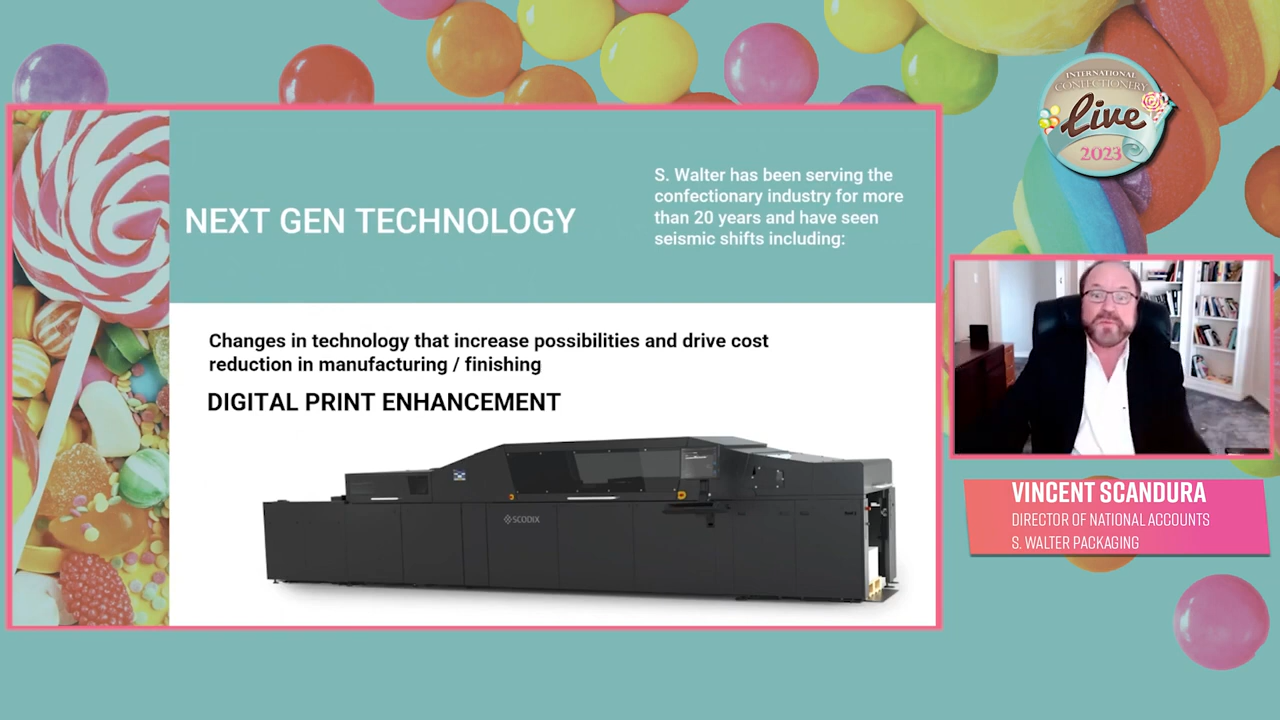 NEXT GEN TECHNOLOGY
S. Walter has been serving the
confectionary industry for more
than 20 years and have seen
seismic shifts including:
Changes in technology that increase possibilities and drive cost
reduction in manufacturing / finishing
DIGITAL PRINT ENHANCEMENT
SCODIX
INTERNATIONAL
CONFECTIONERY
Live
2023
VINCENT SCANDURA
DIRECTOR OF NATIONAL ACCOUNTS
S. WALTER PACKAGING